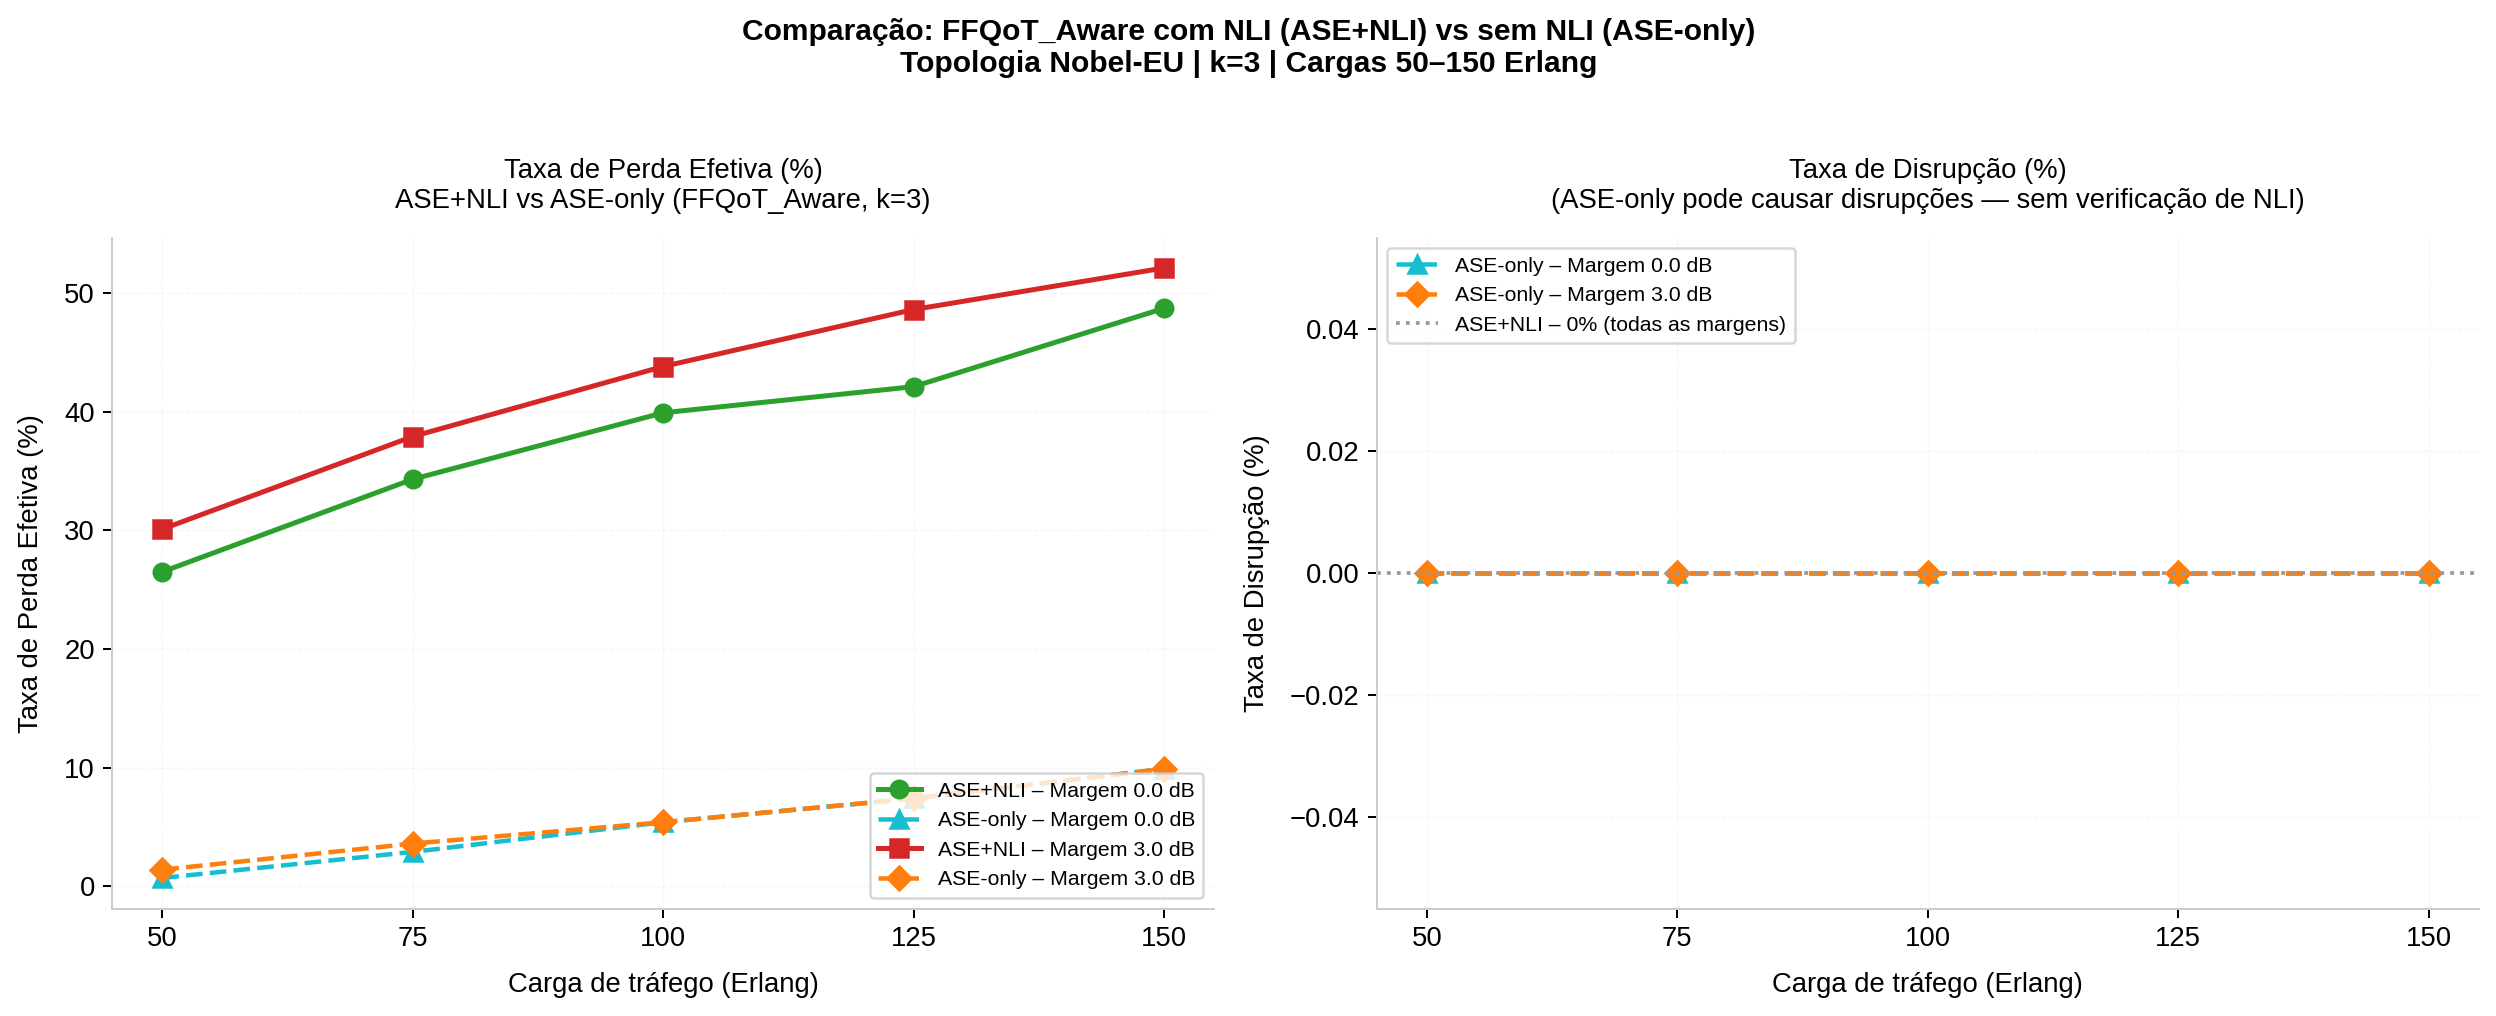 Comparação: FFQoT_Aware com NLI (ASE+NLI) vs sem NLI (ASE-only)
Topologia Nobel-EU | k=3 | Cargas 50–150 Erlang
Taxa de Perda Efetiva (%)
ASE+NLI vs ASE-only (FFQoT_Aware, k=3)
Taxa de Perda Efetiva (%)
50
40
30
20
10
0
50
75
100
125
150
Carga de tráfego (Erlang)
ASE+NLI – Margem 0.0 dB
ASE-only – Margem 0.0 dB
ASE+NLI – Margem 3.0 dB
ASE-only – Margem 3.0 dB
Taxa de Disrupção (%)
(ASE-only pode causar disrupções — sem verificação de NLI)
Taxa de Disrupção (%)
ASE-only – Margem 0.0 dB
ASE-only – Margem 3.0 dB
ASE+NLI – 0% (todas as margens)
0.04
0.02
0.00
−0.02
−0.04
50
75
100
125
150
Carga de tráfego (Erlang)